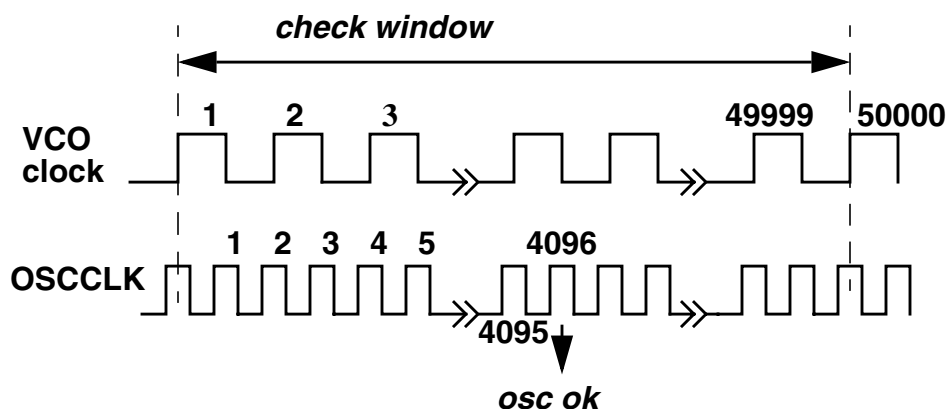 check window
1 2 3 49999 50000
VCO
clock
1 2 3 4 5 4096
OSCCLK
4095
osc ok